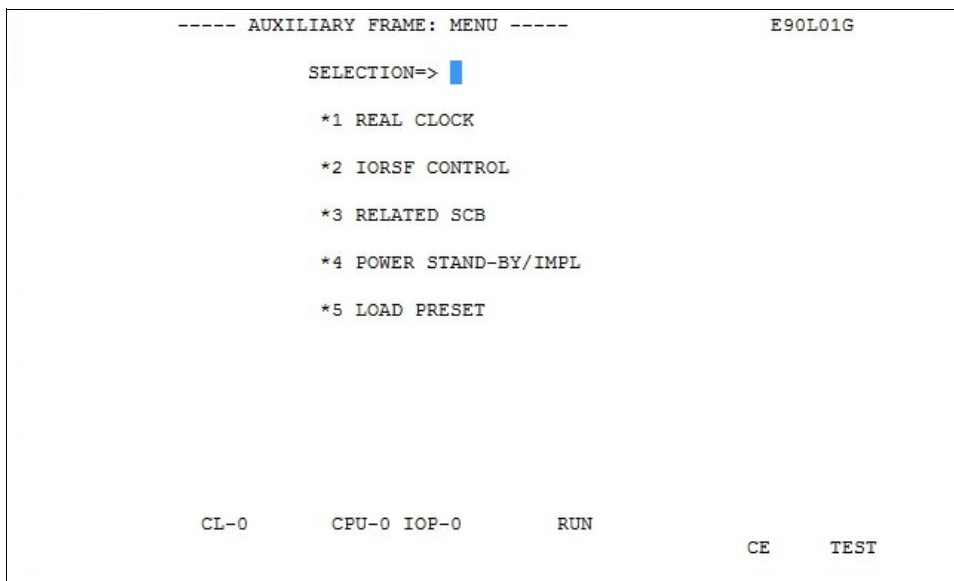 ----- AUXILIARY FRAME: MENU ----- E90L01G
SELECTION=>
*1 REAL CLOCK
*2 IORSF CONTROL
*3 RELATED SCB
*4 POWER STAND-BY/IMPL
*5 LOAD PRESET
CL-0 CPU-0 IOP-0 RUN
CE TEST